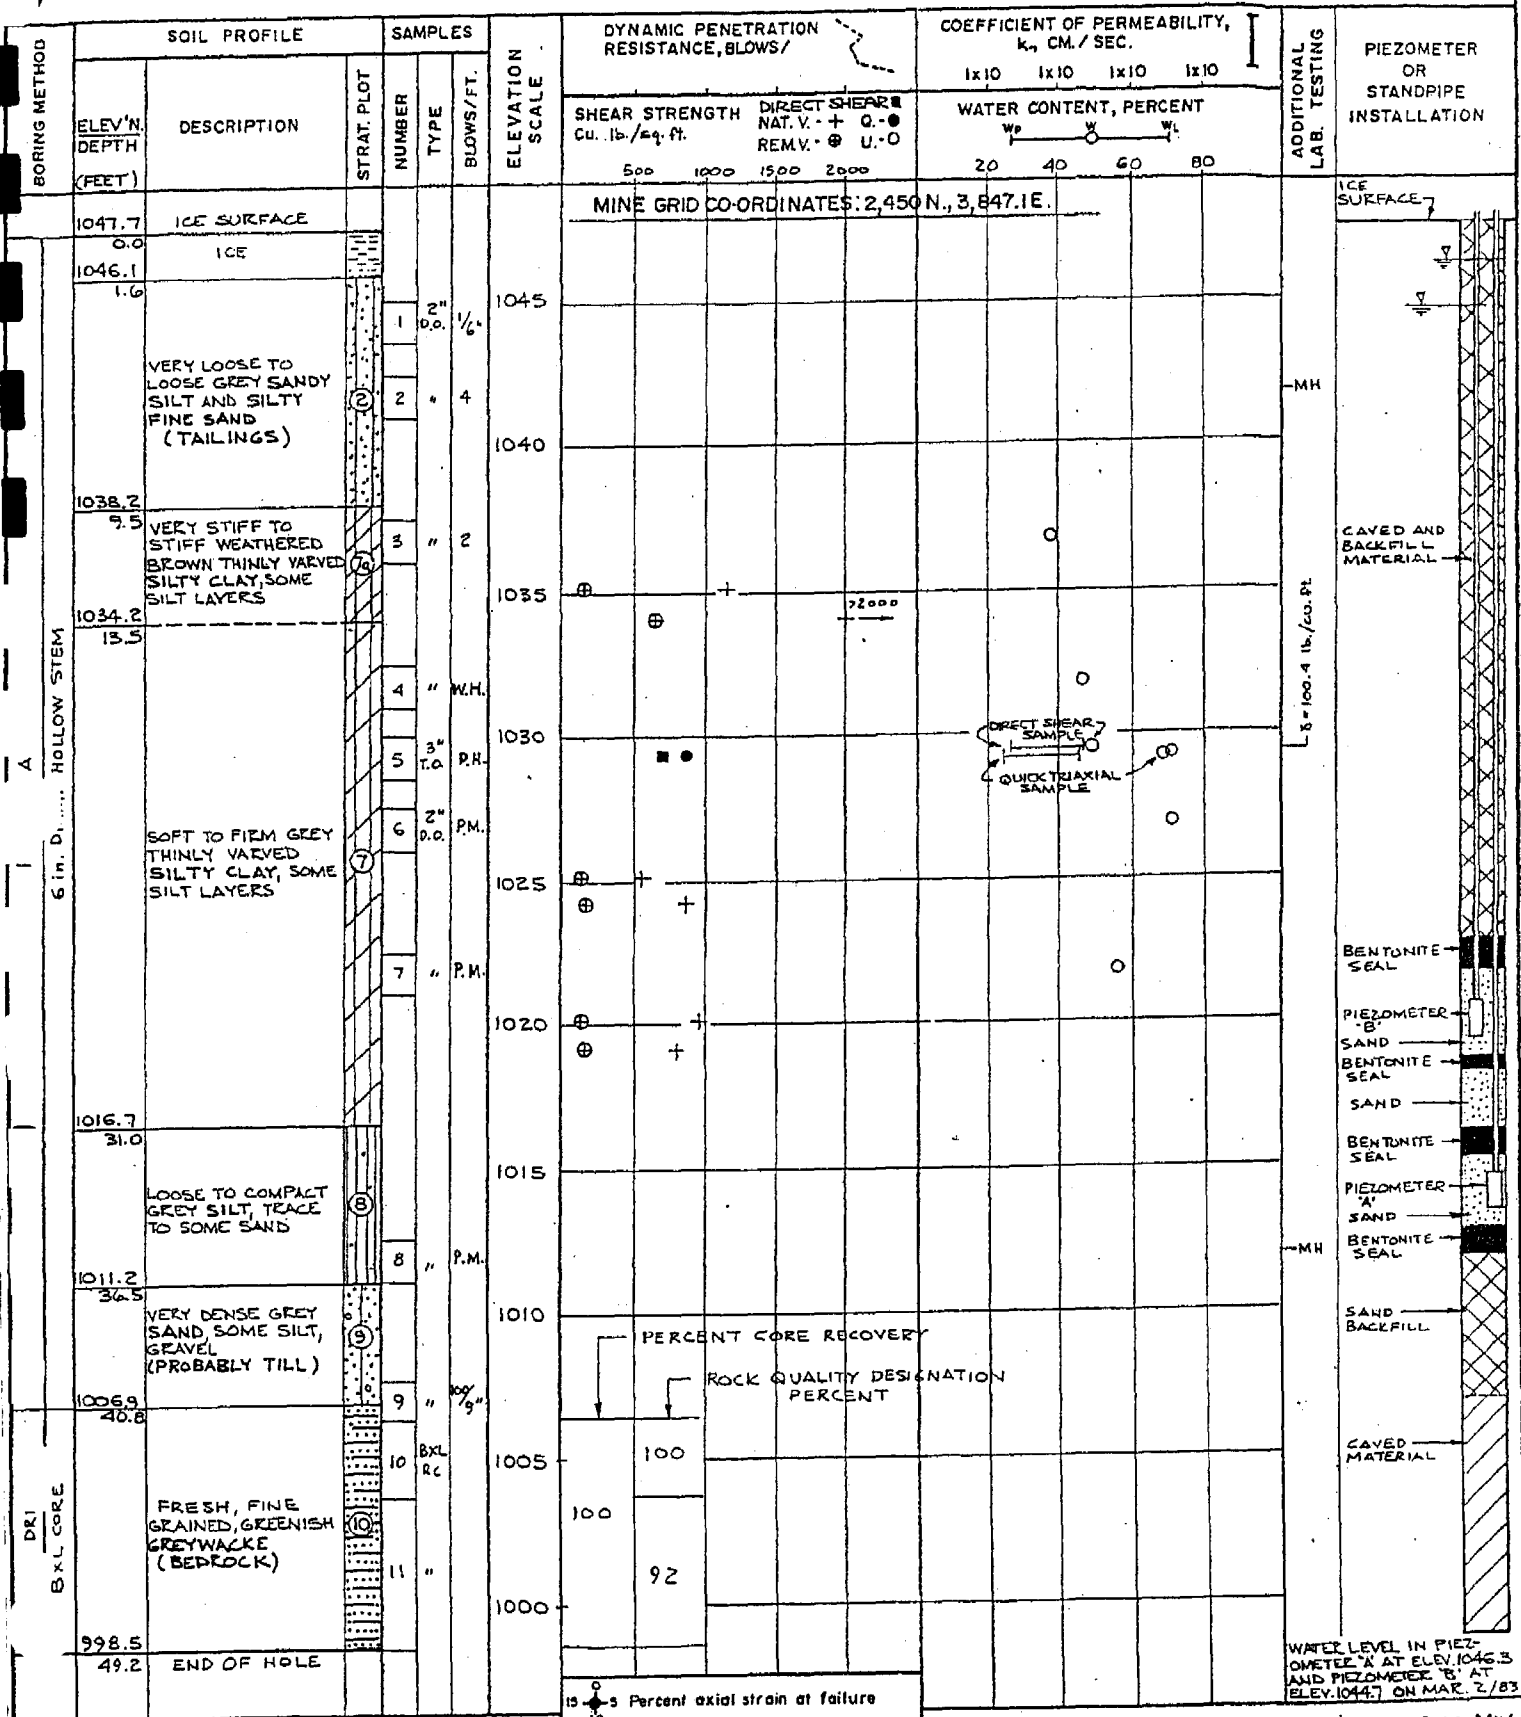 BORING METHOD
SOIL PROFILE
ELEV'N.
DEPTH
(FEET)
DESCRIPTION
STRAT. PLOT
SAMPLES
NUMBER
TYPE
BLOWS/FT.
ELEVATION
SCALE
DYNAMIC PENETRATION
RESISTANCE, BLOWS/
SHEAR STRENGTH
Cu. lb./sq. ft.
DIRECT SHEAR ■
NAT. V. - + Q. - ●
REM. V. - ⊕ U. - O
500 1000 1500 2000
COEFFICIENT OF PERMEABILITY,
k, CM./SEC.
1x10 1x10 1x10 1x10
WATER CONTENT, PERCENT
Wp W WL
20 40 60 80
ADDITIONAL
LAB. TESTING
PIEZOMETER
OR
STANDPIPE
INSTALLATION
MINE GRID CO-ORDINATES: 2,450 N., 3,847.1E.
1047.7 ICE SURFACE
0.0
ICE
1046.1
1.6
VERY LOOSE TO
LOOSE GREY SANDY
SILT AND SILTY
FINE SAND
(TAILINGS)
2
1038.2
9.5
VERY STIFF TO
STIFF WEATHERED
BROWN THINLY VARVED
SILTY CLAY, SOME
SILT LAYERS
7a
1034.2
13.5
SOFT TO FIRM GREY
THINLY VARVED
SILTY CLAY, SOME
SILT LAYERS
7
1016.7
31.0
LOOSE TO COMPACT
GREY SILT, TRACE
TO SOME SAND
8
1011.2
36.5
VERY DENSE GREY
SAND, SOME SILT,
GRAVEL
(PROBABLY TILL)
9
1006.9
40.8
FRESH, FINE
GRAINED, GREENISH
GREYWACKE
(BEDROCK)
10
998.5
49.2 END OF HOLE
A
I
6 in. D. HOLLOW STEM
DRI
BXL CORE
1 2" D.O. 1/6"
2 " 4
3 " 2
4 " W.H.
5 3" T.O. P.H.
6 2" D.O. P.M.
7 " P.M.
8 " P.M.
9 " 100/9"
10 BXL RC
11 "
1045
1040
1035
1030
1025
1020
1015
1010
1005
1000
>2000
DIRECT SHEAR
SAMPLE
QUICK TRIAXIAL
SAMPLE
PERCENT CORE RECOVERY
ROCK QUALITY DESIGNATION
PERCENT
100
100
92
15 0 5 Percent axial strain at failure
MH
γ=100.4 lb./cu.ft
MH
ICE
SURFACE
CAVED AND
BACKFILL
MATERIAL
BENTONITE
SEAL
PIEZOMETER
'B'
SAND
BENTONITE
SEAL
SAND
BENTONITE
SEAL
PIEZOMETER
'A'
SAND
BENTONITE
SEAL
SAND
BACKFILL
CAVED
MATERIAL
WATER LEVEL IN PIEZ-
OMETER 'A' AT ELEV. 1046.3
AND PIEZOMETER 'B' AT
ELEV. 1044.7 ON MAR. 2/83